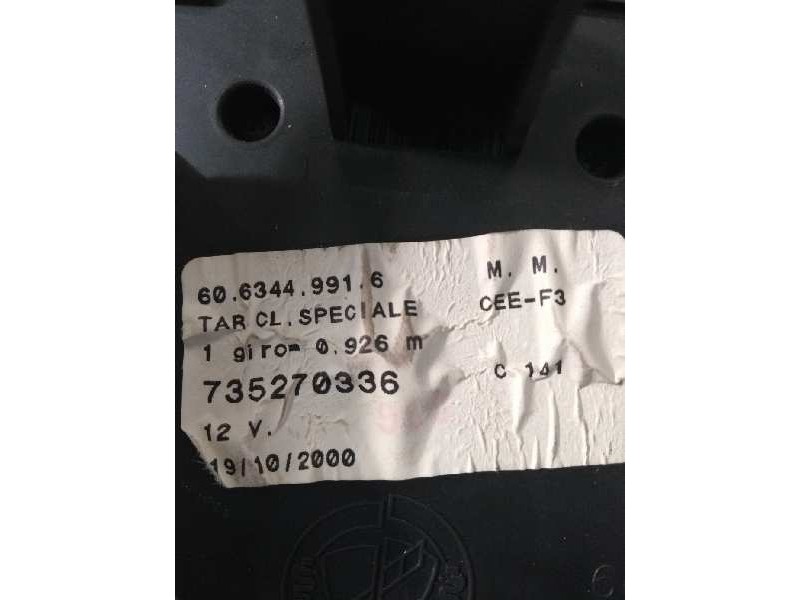 60.6344.991.6 M. M.
TAR CL.SPECIALE CEE-F3
1 giro= 0.926 m
735270336 C 141
12 V.
19/10/2000